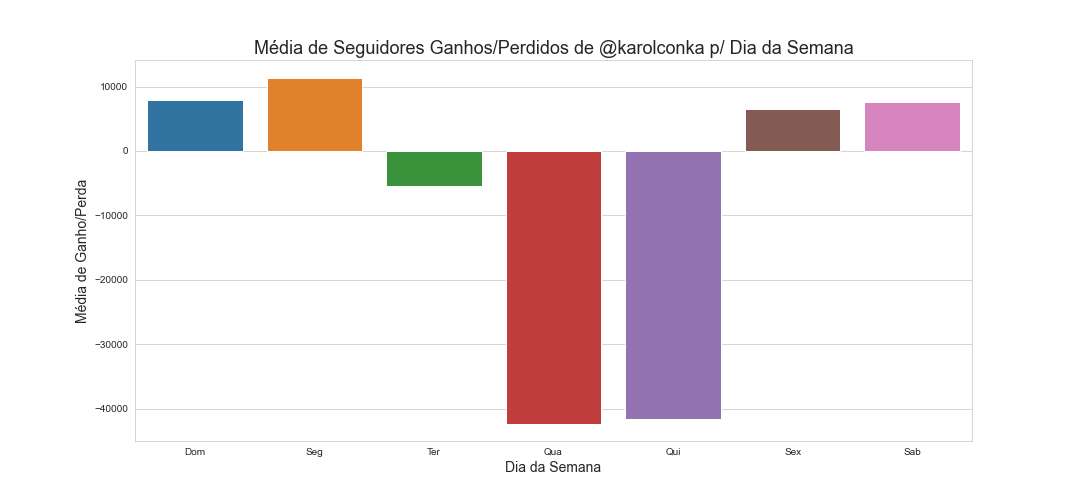 Média de Seguidores Ganhos/Perdidos de @karolconka p/ Dia da Semana
Média de Ganho/Perda
10000
0
−10000
−20000
−30000
−40000
Dom Seg Ter Qua Qui Sex Sab
Dia da Semana